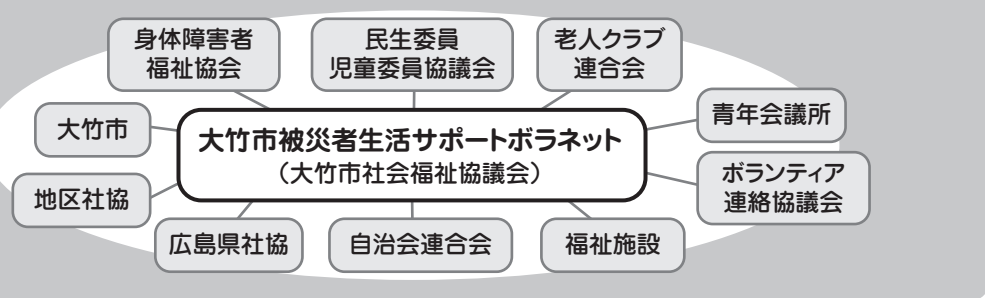 身体障害者
福祉協会
民生委員
児童委員協議会
老人クラブ
連合会
大竹市
青年会議所
大竹市被災者生活サポートボラネット
（大竹市社会福祉協議会）
地区社協
ボランティア
連絡協議会
広島県社協
自治会連合会
福祉施設